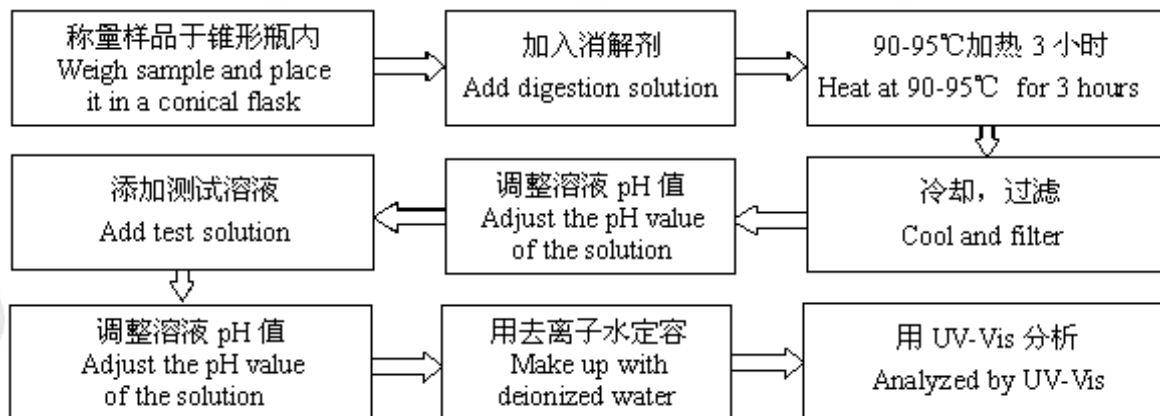 称量样品于锥形瓶内
Weigh sample and place
it in a conical flask
加入消解剂
Add digestion solution
90-95℃加热 3 小时
Heat at 90-95℃ for 3 hours
冷却，过滤
Cool and filter
调整溶液 pH 值
Adjust the pH value
of the solution
添加测试溶液
Add test solution
调整溶液 pH 值
Adjust the pH value
of the solution
用去离子水定容
Make up with
deionized water
用 UV-Vis 分析
Analyzed by UV-Vis